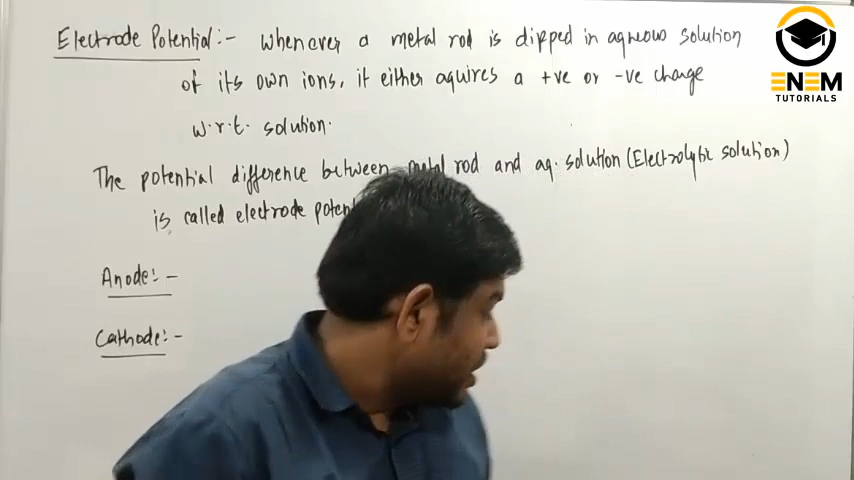 Electrode Potential:- Whenever a metal rod is dipped in aqueous solution
of its own ions, it either aquires a +ve or -ve charge
w.r.t. solution.
The potential difference between metal rod and aq. solution (Electrolytic solution)
is called electrode
Anode:-
Cathode:-
ENEM
TUTORIALS